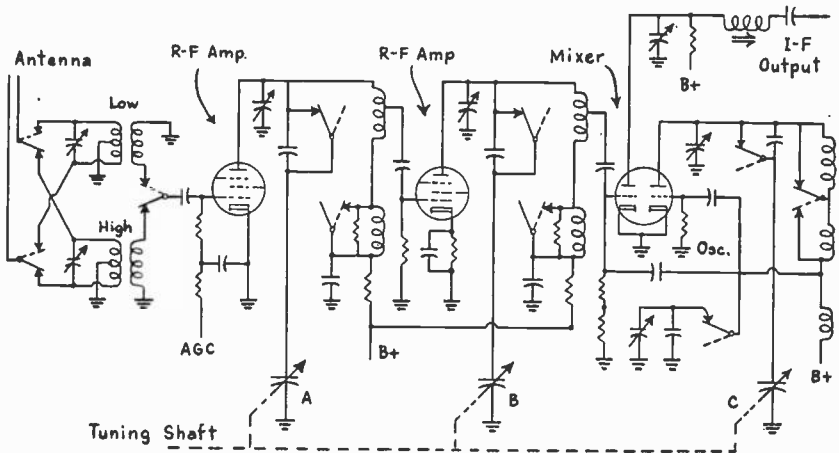 Antenna
R-F Amp.
R-F Amp
Mixer
I-F
Output
B+
Low
High
Osc.
AGC
B+
B+
A
B
C
Tuning Shaft